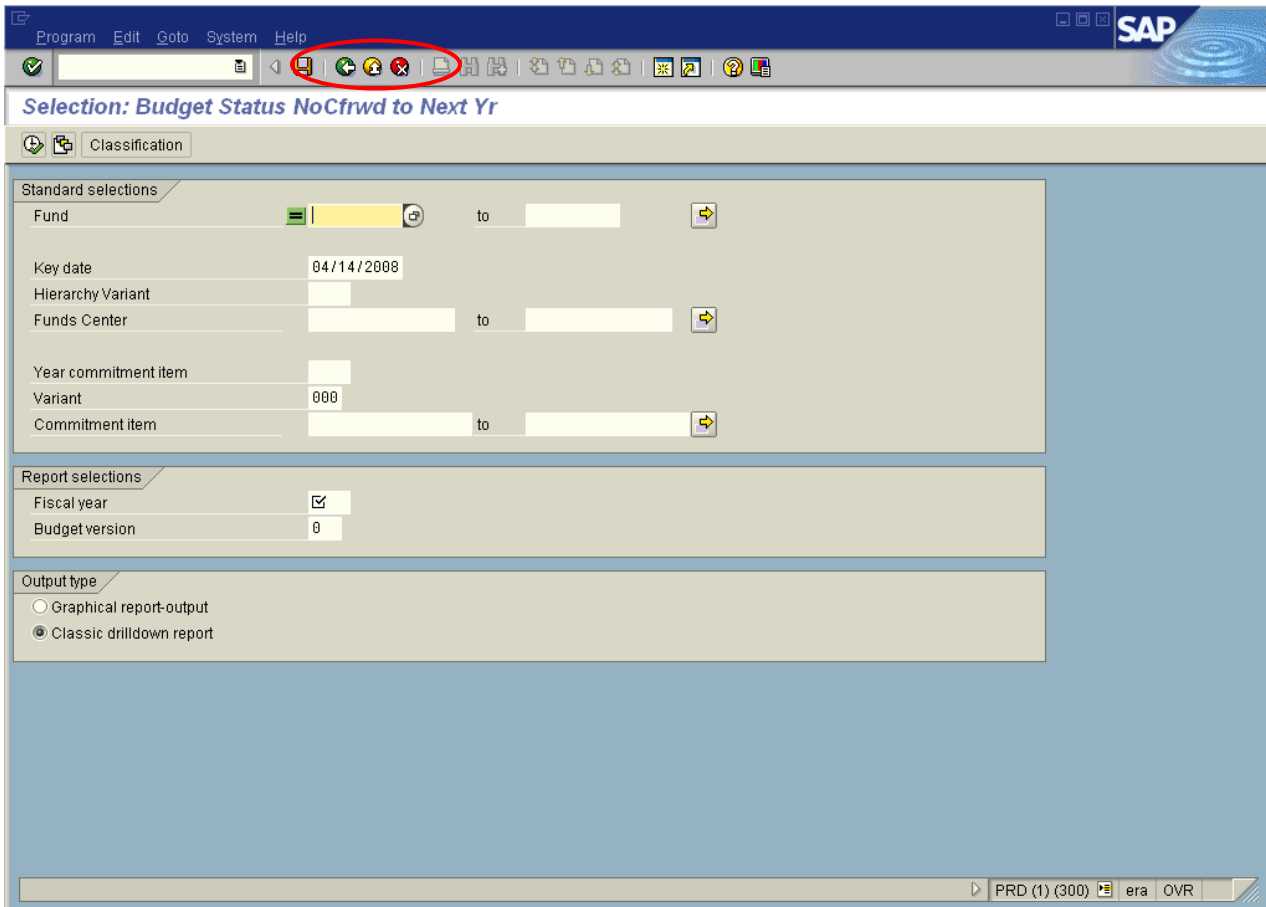 Program Edit Goto System Help
SAP
Selection: Budget Status NoCfrwd to Next Yr
Classification
Standard selections
Fund to
Key date 04/14/2008
Hierarchy Variant
Funds Center to
Year commitment item
Variant 000
Commitment item to
Report selections
Fiscal year
Budget version 0
Output type
Graphical report-output
Classic drilldown report
PRD (1) (300) era OVR